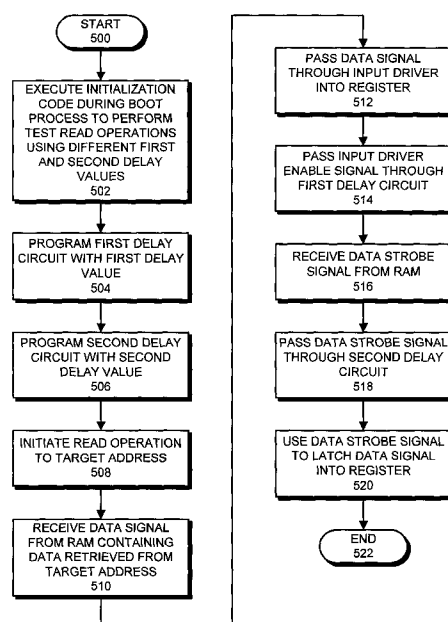 START
500
EXECUTE INITIALIZATION
CODE DURING BOOT
PROCESS TO PERFORM
TEST READ OPERATIONS
USING DIFFERENT FIRST
AND SECOND DELAY
VALUES
502
PROGRAM FIRST DELAY
CIRCUIT WITH FIRST DELAY
VALUE
504
PROGRAM SECOND DELAY
CIRCUIT WITH SECOND
DELAY VALUE
506
INITIATE READ OPERATION
TO TARGET ADDRESS
508
RECEIVE DATA SIGNAL
FROM RAM CONTAINING
DATA RETRIEVED FROM
TARGET ADDRESS
510
PASS DATA SIGNAL
THROUGH INPUT DRIVER
INTO REGISTER
512
PASS INPUT DRIVER
ENABLE SIGNAL THROUGH
FIRST DELAY CIRCUIT
514
RECEIVE DATA STROBE
SIGNAL FROM RAM
516
PASS DATA STROBE SIGNAL
THROUGH SECOND DELAY
CIRCUIT
518
USE DATA STROBE SIGNAL
TO LATCH DATA SIGNAL
INTO REGISTER
520
END
522